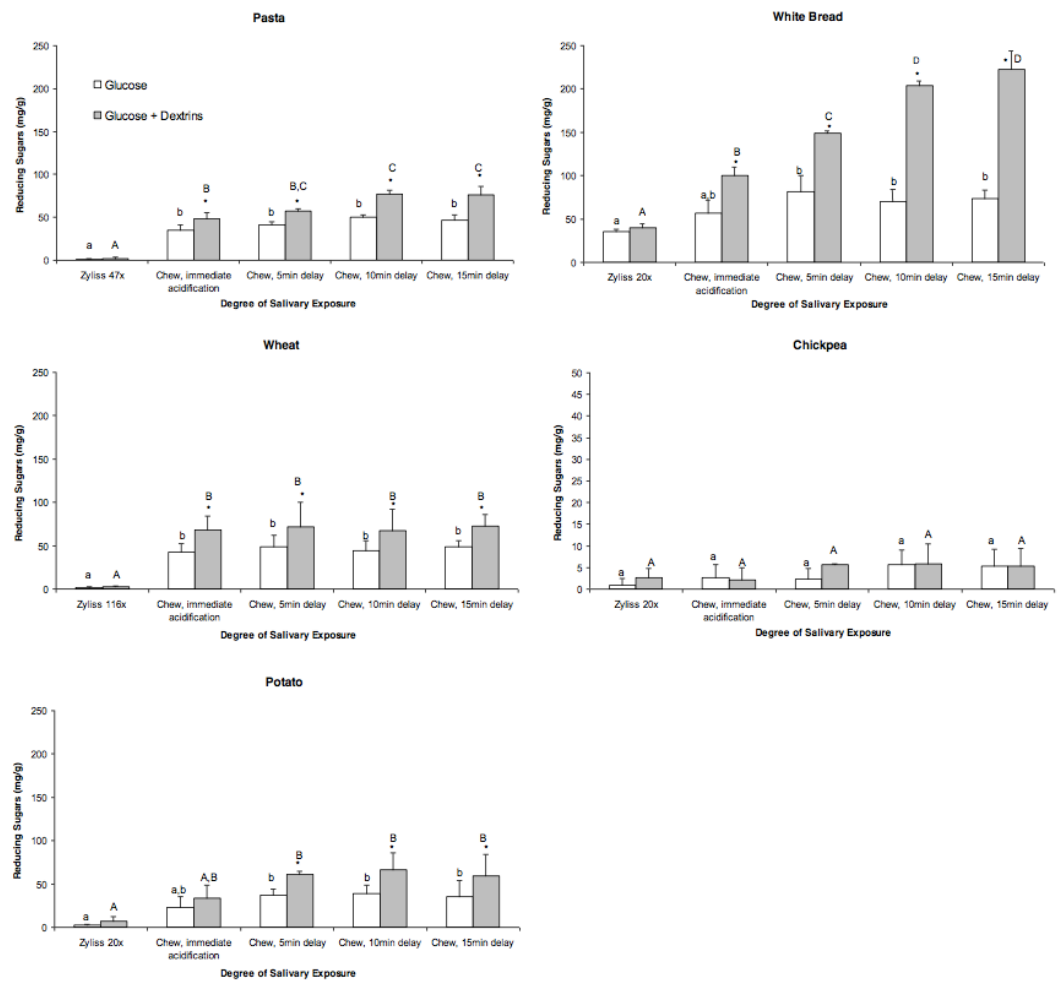 Pasta
250
200
150
100
50
0
Reducing Sugars (mg/g)
Glucose
Glucose + Dextrins
a A
b B •
b B,C •
b C •
b C •
Zyliss 47x
Chew, immediate acidification
Chew, 5min delay
Chew, 10min delay
Chew, 15min delay
Degree of Salivary Exposure
White Bread
250
200
150
100
50
0
Reducing Sugars (mg/g)
a A
a,b B •
b C •
b D •
b • D
Zyliss 20x
Chew, immediate
acidification
Chew, 5min delay
Chew, 10min delay
Chew, 15min delay
Degree of Salivary Exposure
Wheat
250
200
150
100
50
0
Reducing Sugars (mg/g)
a A
b B •
b B •
b B •
b B •
Zyliss 116x
Chew, immediate
acidification
Chew, 5min delay
Chew, 10min delay
Chew, 15min delay
Degree of Salivary Exposure
Chickpea
50
45
40
35
30
25
20
15
10
5
0
Reducing Sugars (mg/g)
a A
a A
a A
a A
a A
Zyliss 20x
Chew, immediate
acidification
Chew, 5min delay
Chew, 10min delay
Chew, 15min delay
Degree of Salivary Exposure
Potato
250
200
150
100
50
0
Reducing Sugars (mg/g)
a A
a,b A,B
b B •
b B •
b B •
Zyliss 20x
Chew, immediate
acidification
Chew, 5min delay
Chew, 10min delay
Chew, 15min delay
Degree of Salivary Exposure